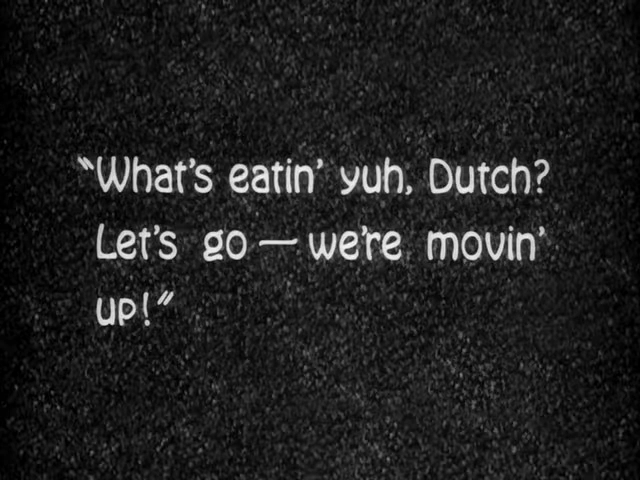 "What's eatin' yuh, Dutch?
Let's go — we're movin'
up!"